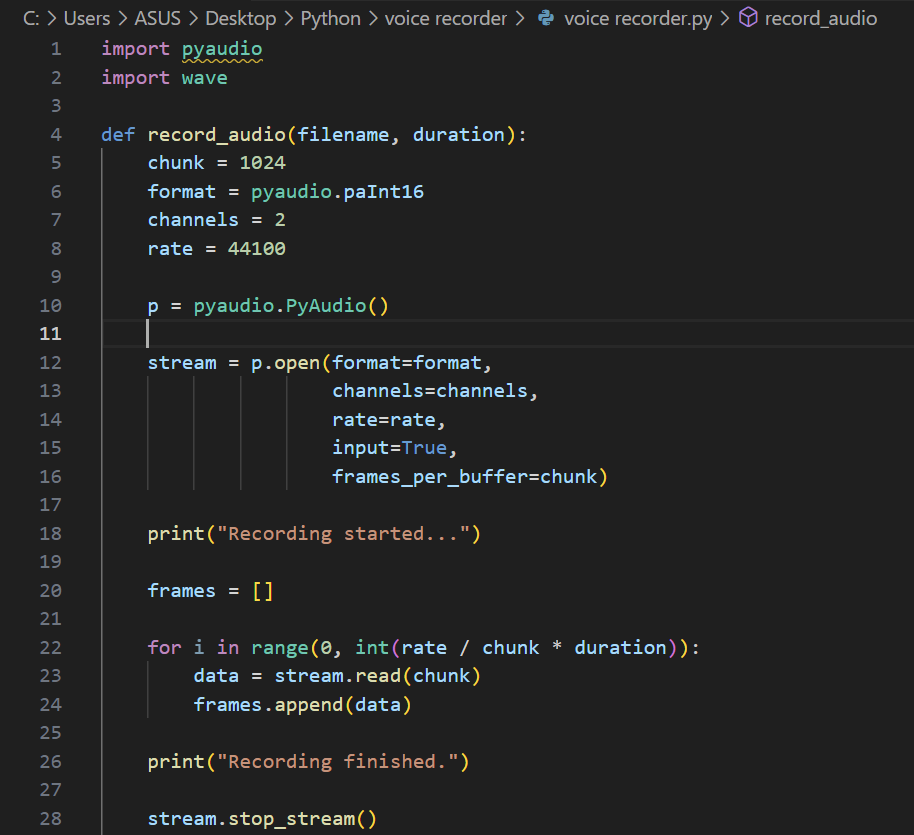 C: > Users > ASUS > Desktop > Python > voice recorder > voice recorder.py > record_audio
1 import pyaudio
2 import wave
3
4 def record_audio(filename, duration):
5     chunk = 1024
6     format = pyaudio.paInt16
7     channels = 2
8     rate = 44100
9
10     p = pyaudio.PyAudio()
11
12     stream = p.open(format=format,
13                     channels=channels,
14                     rate=rate,
15                     input=True,
16                     frames_per_buffer=chunk)
17
18     print("Recording started...")
19
20     frames = []
21
22     for i in range(0, int(rate / chunk * duration)):
23         data = stream.read(chunk)
24         frames.append(data)
25
26     print("Recording finished.")
27
28     stream.stop_stream()